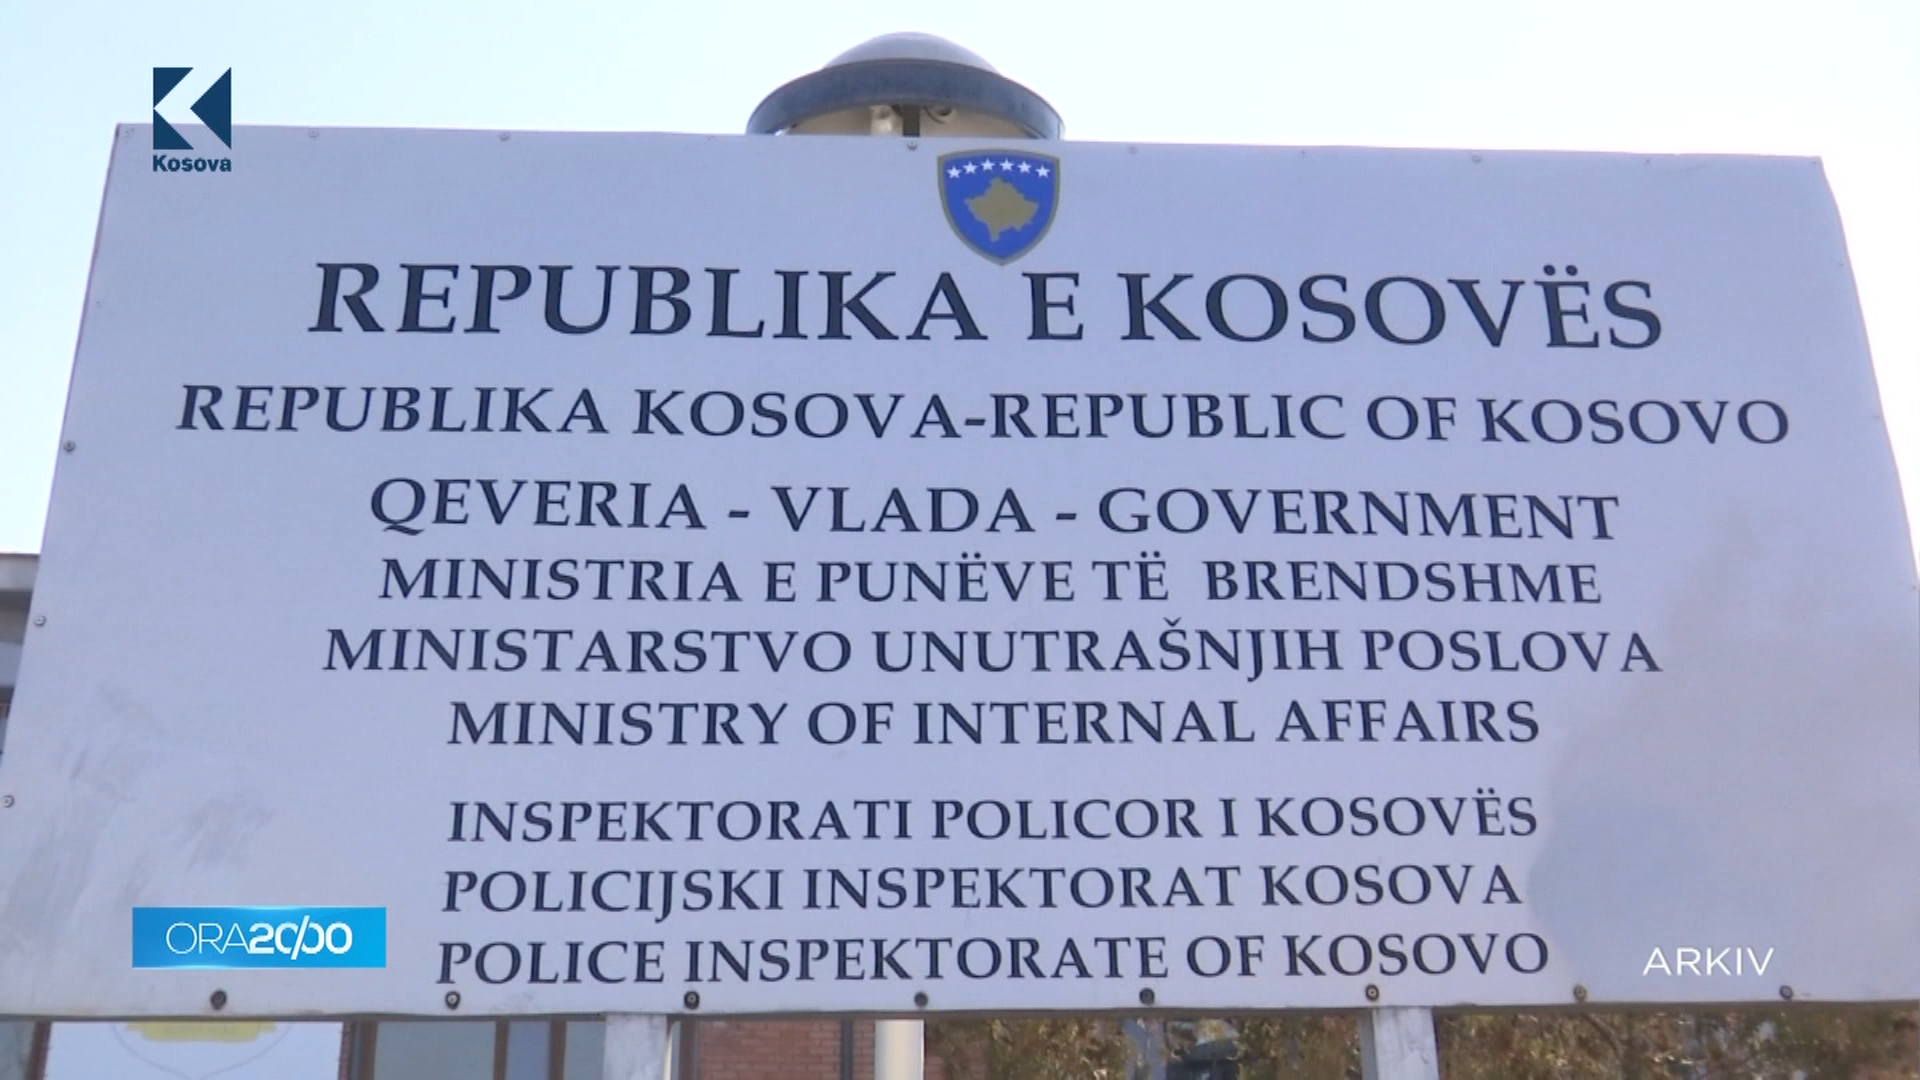 Kosova
REPUBLIKA E KOSOVËS
REPUBLIKA KOSOVA-REPUBLIC OF KOSOVO
QEVERIA - VLADA - GOVERNMENT
MINISTRIA E PUNËVE TË BRENDSHME
MINISTARSTVO UNUTRAŠNJIH POSLOVA
MINISTRY OF INTERNAL AFFAIRS
INSPEKTORATI POLICOR I KOSOVËS
POLICIJSKI INSPEKTORAT KOSOVA
POLICE INSPEKTORATE OF KOSOVO
ORA20/00
ARKIV